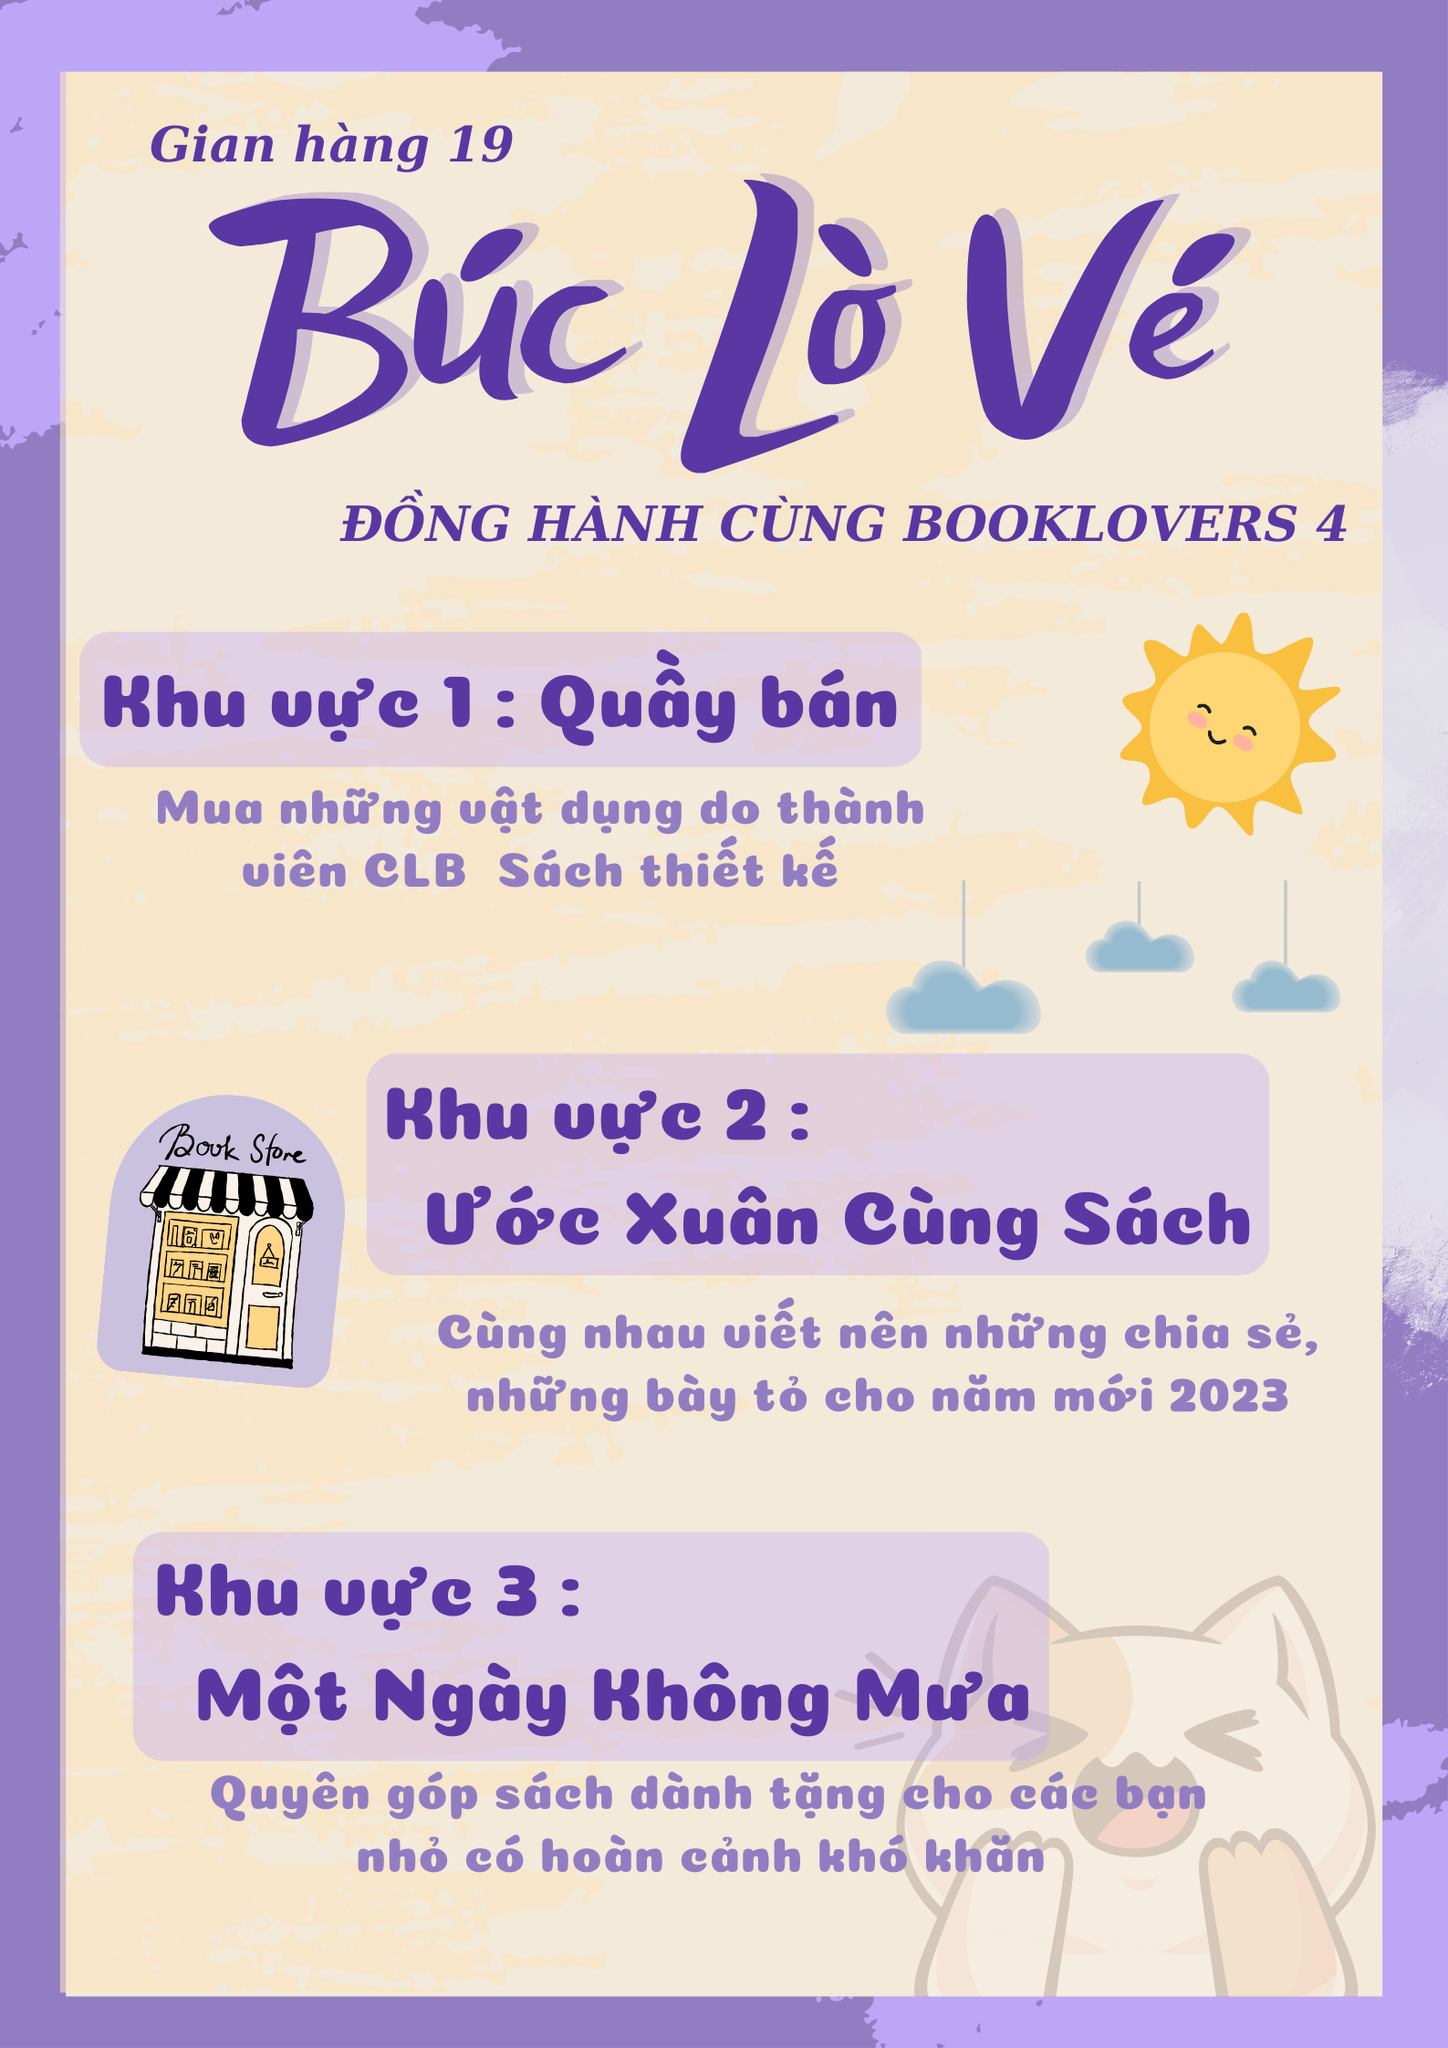 Gian hàng 19
Búc Lò Vé
ĐỒNG HÀNH CÙNG BOOKLOVERS 4
Khu vực 1 : Quầy bán
Mua những vật dụng do thành
viên CLB Sách thiết kế
Khu vực 2 :
Ước Xuân Cùng Sách
Book Store
Cùng nhau viết nên những chia sẻ,
những bày tỏ cho năm mới 2023
Khu vực 3 :
Một Ngày Không Mưa
Quyên góp sách dành tặng cho các bạn
nhỏ có hoàn cảnh khó khăn